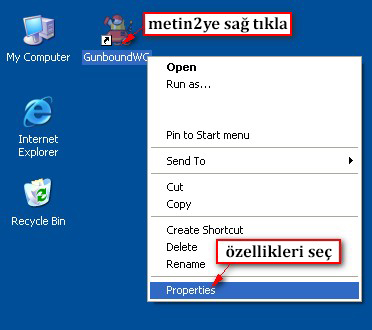 metin2ye sağ tıkla
My Computer
GunboundWC
Open
Run as...
Internet
Explorer
Pin to Start menu
Send To
Cut
Copy
Recycle Bin
Create Shortcut
Delete
Rename
özellikleri seç
Properties